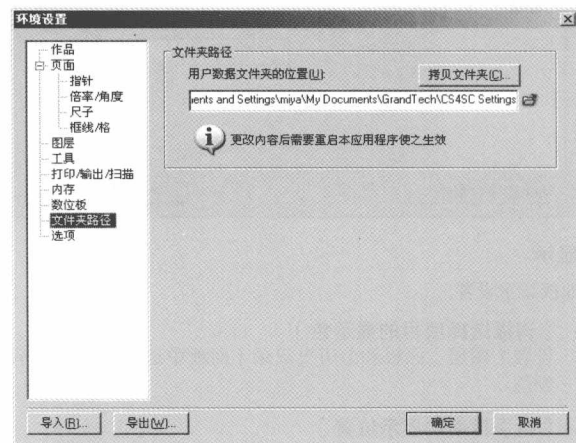 环境设置
作品
页面
指针
倍率/角度
尺子
框线/格
图层
工具
打印/输出/扫描
内存
数位板
文件夹路径
选项
文件夹路径
用户数据文件夹的位置(U):
拷贝文件夹(C)...
ents and Settings\miya\My Documents\GrandTech\CS4SC Settings
更改内容后需要重启本应用程序使之生效
导入(R)...
导出(W)...
确定
取消